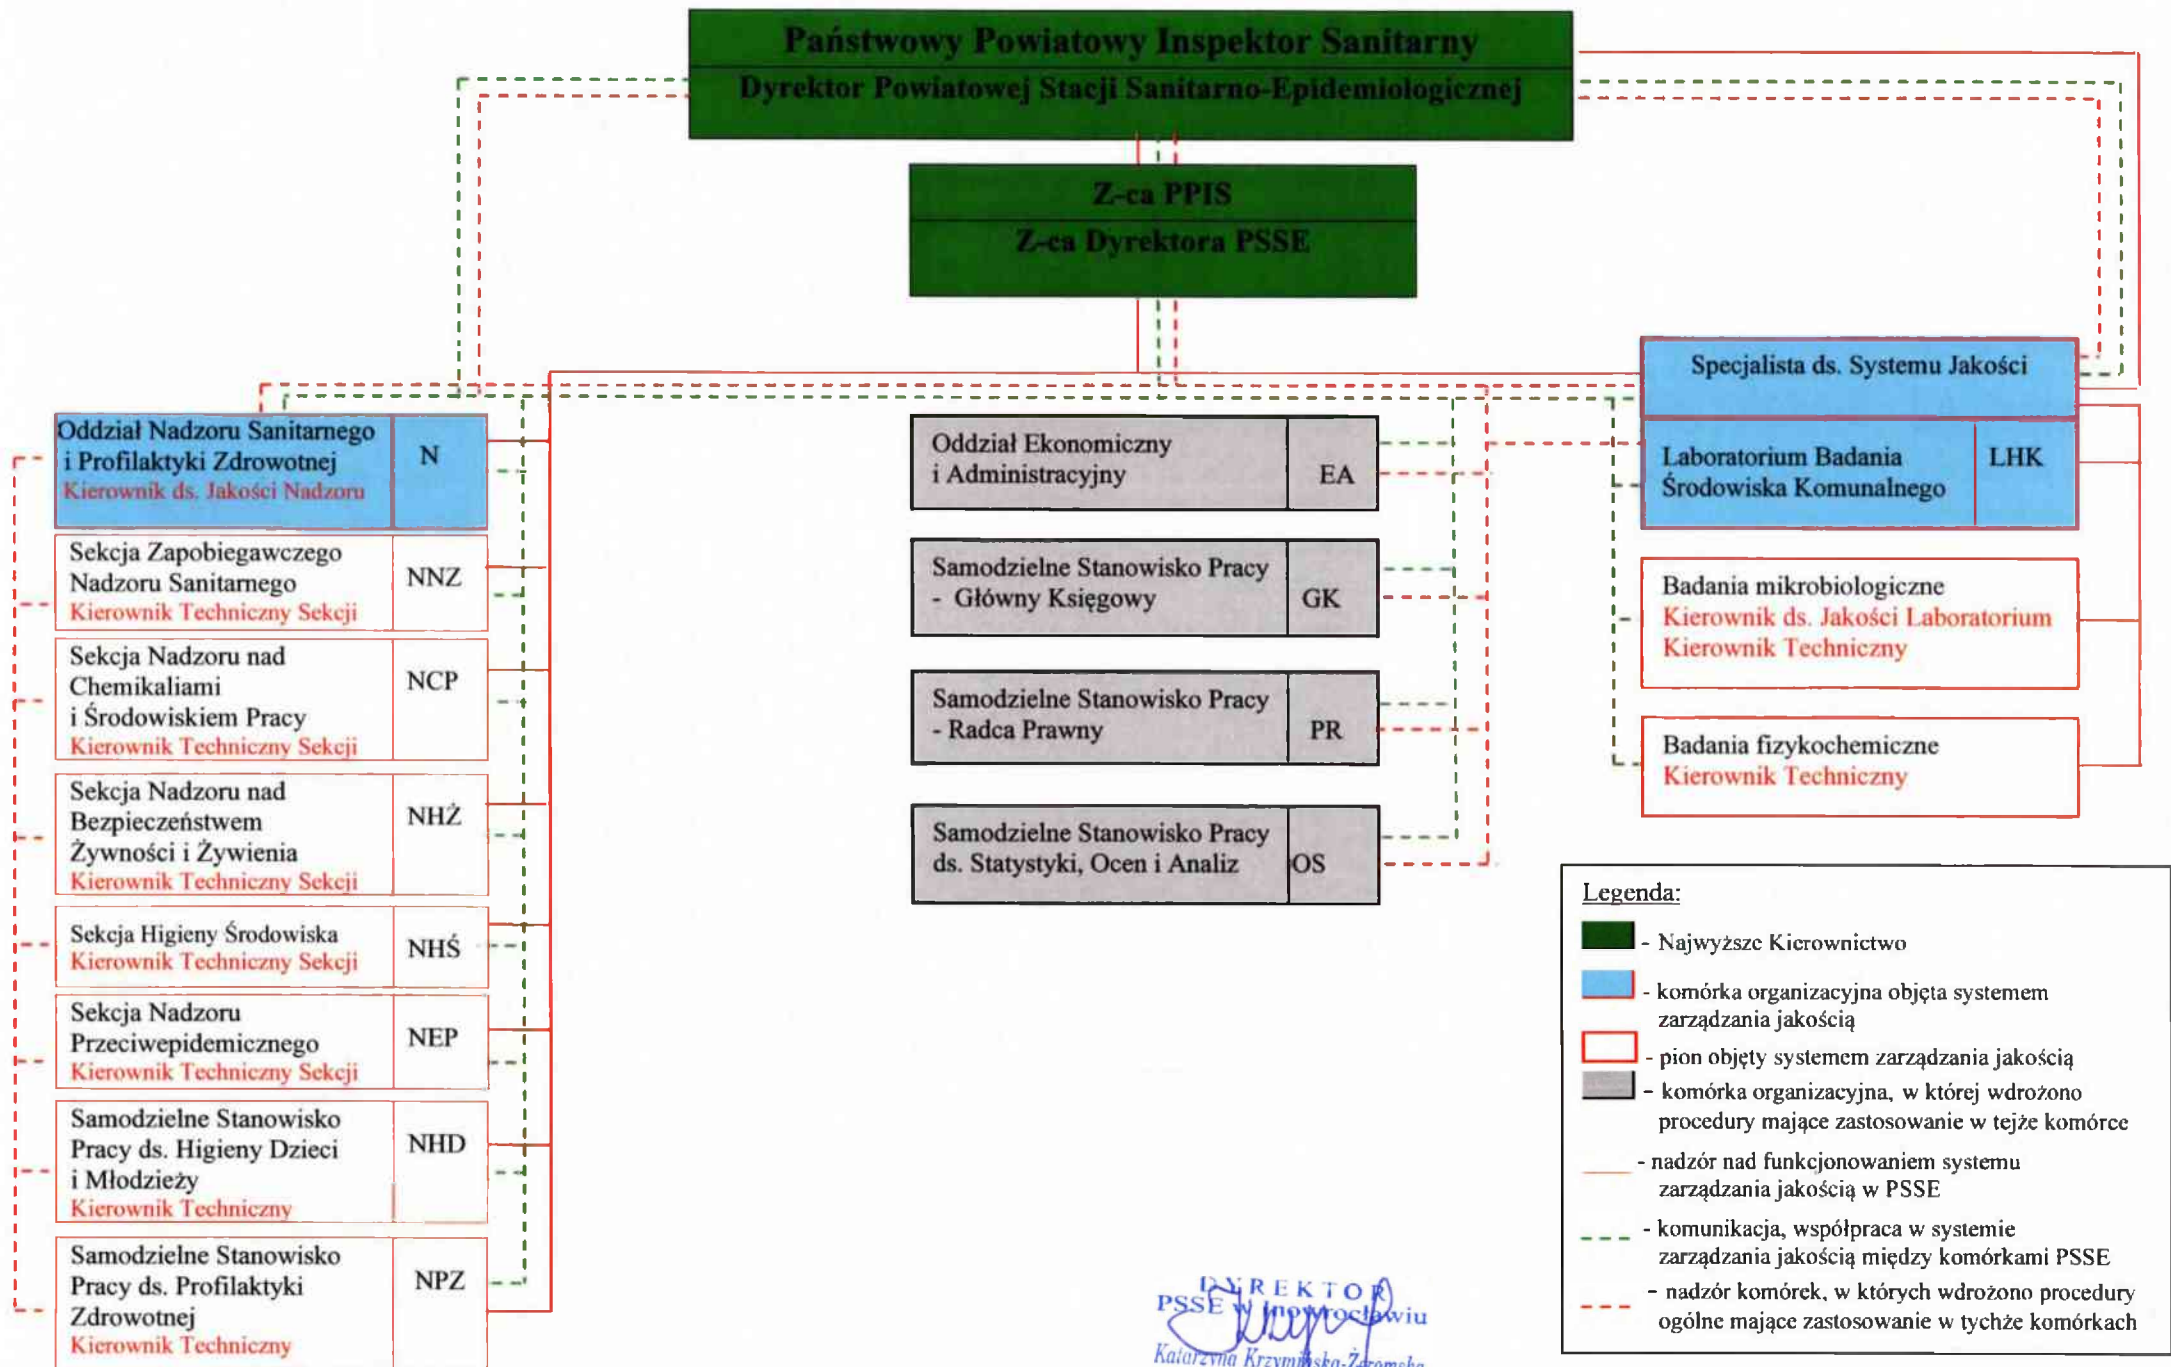 Państwowy Powiatowy Inspektor Sanitarny
Dyrektor Powiatowej Stacji Sanitarno-Epidemiologicznej
Z-ca PPIS
Z-ca Dyrektora PSSE
Oddział Nadzoru Sanitarnego
i Profilaktyki Zdrowotnej
Kierownik ds. Jakości Nadzoru
N
Sekcja Zapobiegawczego
Nadzoru Sanitarnego
Kierownik Techniczny Sekcji
NNZ
Sekcja Nadzoru nad
Chemikaliami
i Środowiskiem Pracy
Kierownik Techniczny Sekcji
NCP
Sekcja Nadzoru nad
Bezpieczeństwem
Żywności i Żywienia
Kierownik Techniczny Sekcji
NHŻ
Sekcja Higieny Środowiska
Kierownik Techniczny Sekcji
NHŚ
Sekcja Nadzoru
Przeciwepidemicznego
Kierownik Techniczny Sekcji
NEP
Samodzielne Stanowisko
Pracy ds. Higieny Dzieci
i Młodzieży
Kierownik Techniczny
NHD
Samodzielne Stanowisko
Pracy ds. Profilaktyki
Zdrowotnej
Kierownik Techniczny
NPZ
Oddział Ekonomiczny
i Administracyjny
EA
Samodzielne Stanowisko Pracy
- Główny Księgowy
GK
Samodzielne Stanowisko Pracy
- Radca Prawny
PR
Samodzielne Stanowisko Pracy
ds. Statystyki, Ocen i Analiz
OS
Specjalista ds. Systemu Jakości
Laboratorium Badania
Środowiska Komunalnego
LHK
Badania mikrobiologiczne
Kierownik ds. Jakości Laboratorium
Kierownik Techniczny
Badania fizykochemiczne
Kierownik Techniczny
Legenda:
- Najwyższe Kierownictwo
- komórka organizacyjna objęta systemem
zarządzania jakością
- pion objęty systemem zarządzania jakością
- komórka organizacyjna, w której wdrożono
procedury mające zastosowanie w tejże komórce
- nadzór nad funkcjonowaniem systemu
zarządzania jakością w PSSE
- komunikacja, współpraca w systemie
zarządzania jakością między komórkami PSSE
- nadzór komórek, w których wdrożono procedury
ogólne mające zastosowanie w tychże komórkach
DYREKTOR
PSSE w Inowrocławiu
Katarzyna Krzymińska-Żeromska